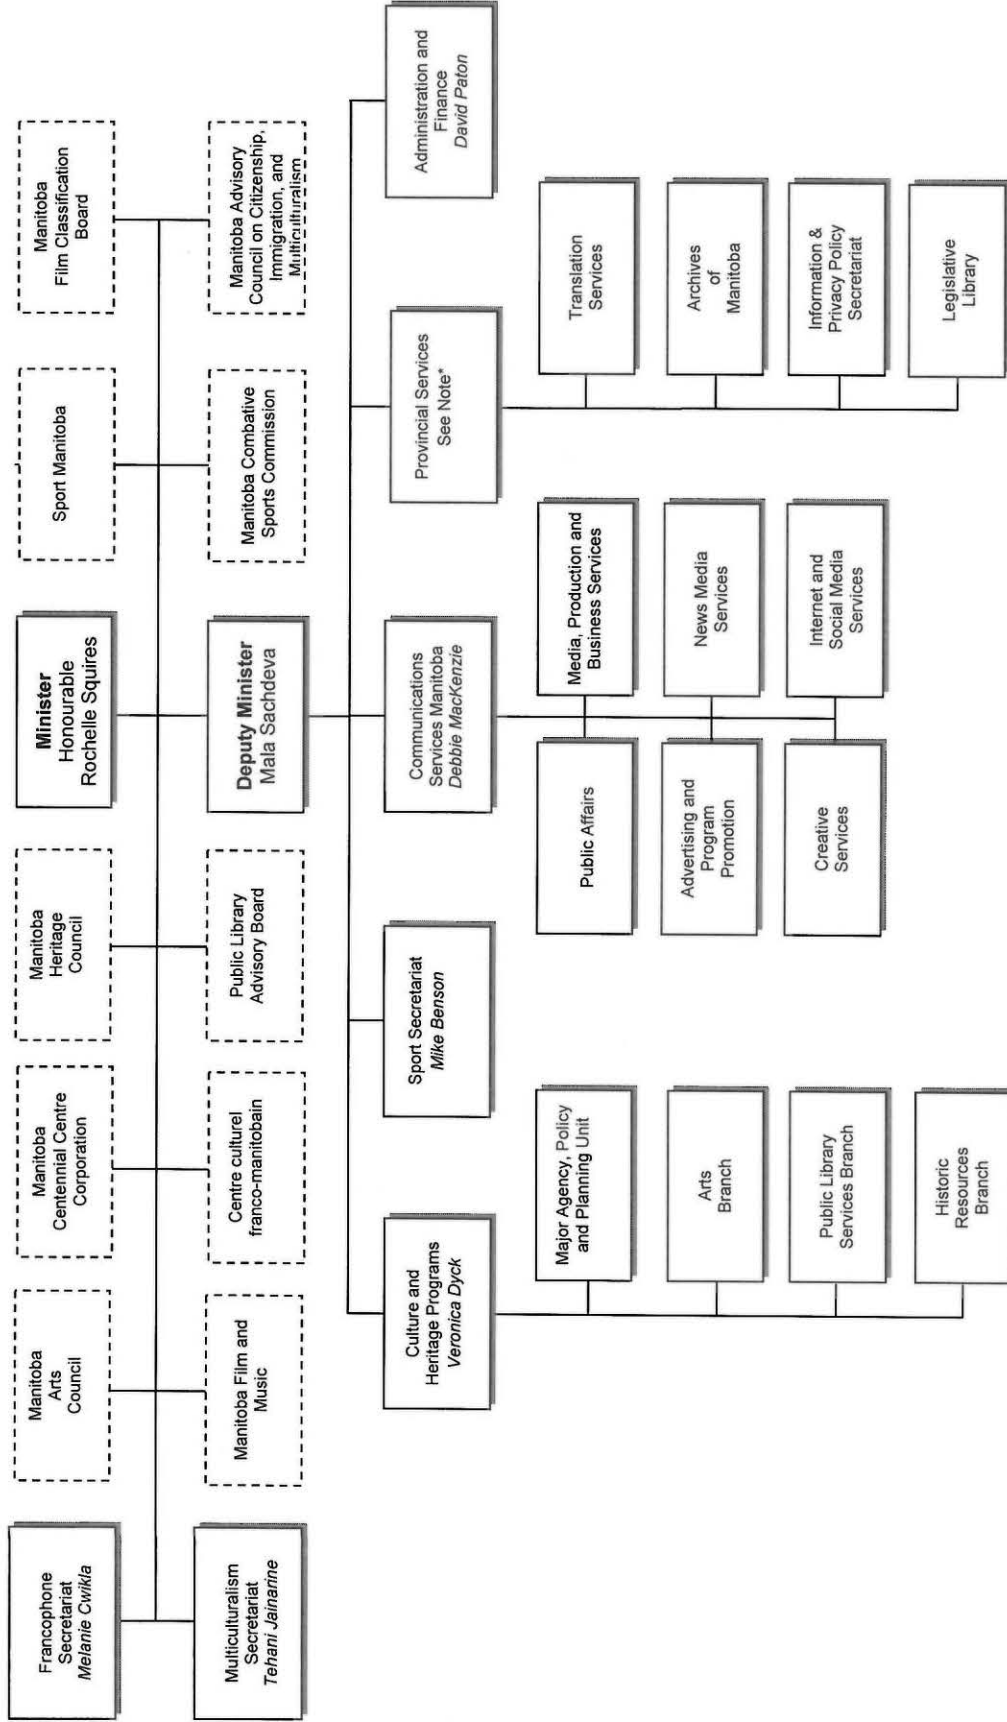 Francophone
Secretariat
Melanie Cwikla
Manitoba
Arts
Council
Manitoba
Centennial Centre
Corporation
Manitoba
Heritage
Council
Minister
Honourable
Rochelle Squires
Sport Manitoba
Manitoba
Film Classification
Board
Multiculturalism
Secretariat
Tehani Jainarine
Manitoba Film and
Music
Centre culturel
franco-manitobain
Public Library
Advisory Board
Deputy Minister
Mala Sachdeva
Manitoba Combative
Sports Commission
Manitoba Advisory
Council on Citizenship,
Immigration, and
Multiculturalism
Culture and
Heritage Programs
Veronica Dyck
Sport Secretariat
Mike Benson
Communications
Services Manitoba
Debbie MacKenzie
Provincial Services
See Note*
Administration and
Finance
David Paton
Major Agency, Policy
and Planning Unit
Arts
Branch
Public Library
Services Branch
Historic
Resources
Branch
Public Affairs
Media, Production and
Business Services
Advertising and
Program
Promotion
News Media
Services
Creative
Services
Internet and
Social Media
Services
Translation
Services
Archives
of
Manitoba
Information &
Privacy Policy
Secretariat
Legislative
Library